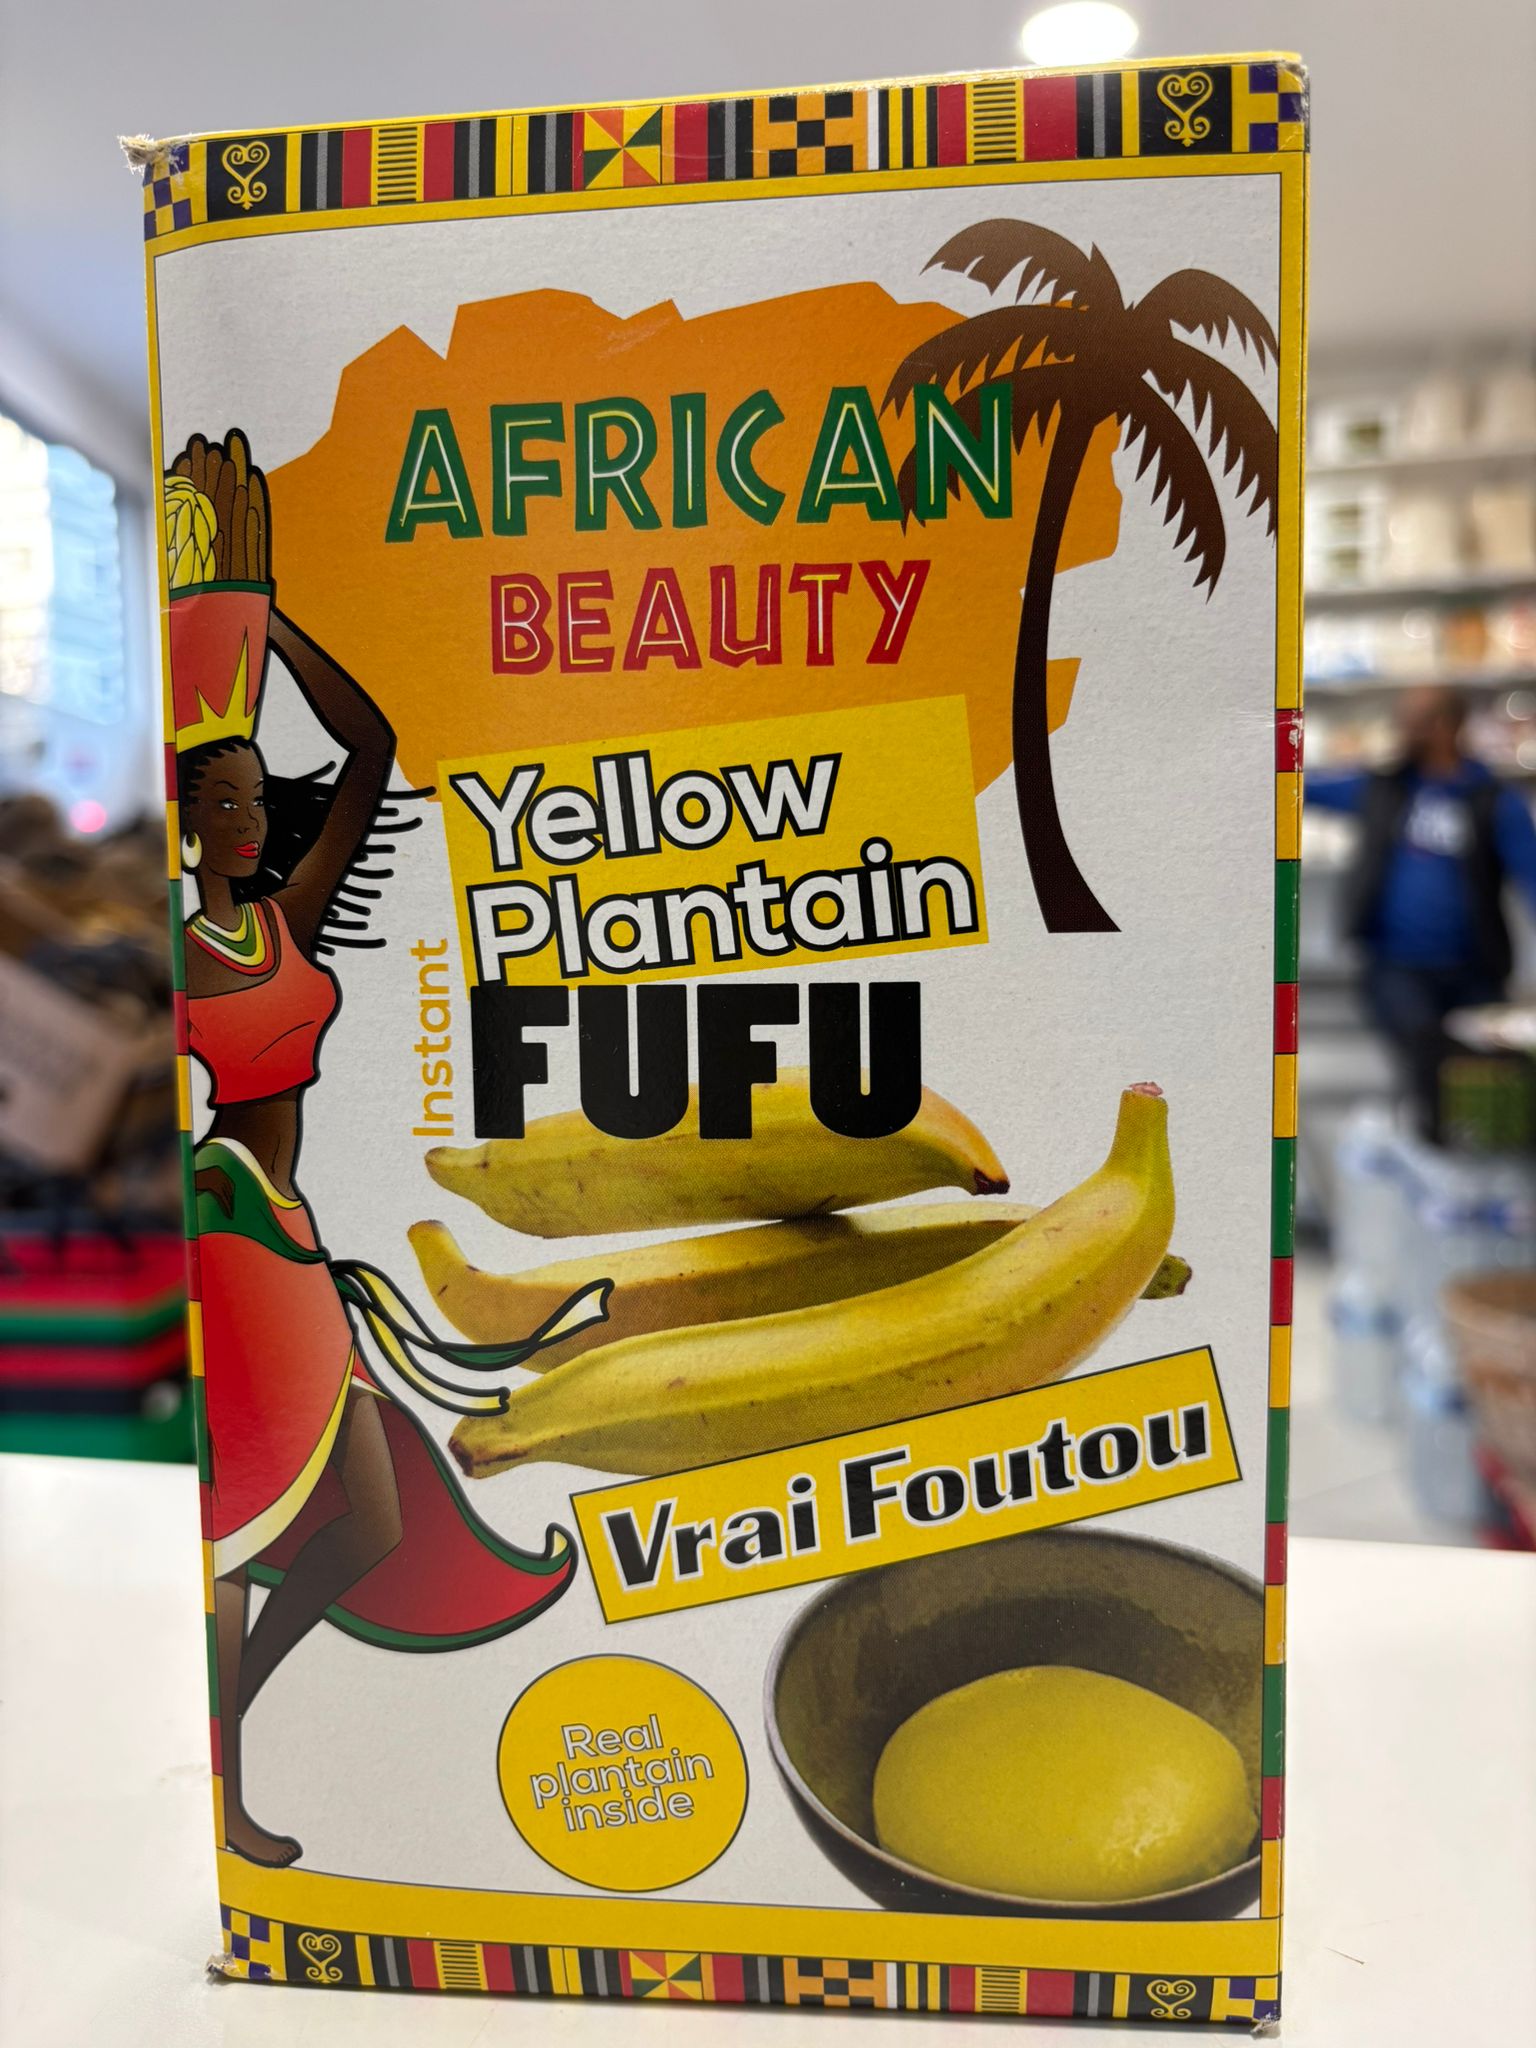 AFRICAN
BEAUTY
Yellow
Plantain
Instant
FUFU
Vrai Foutou
Real
plantain
inside